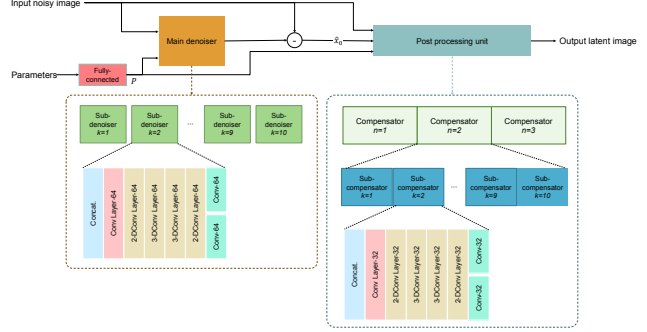 Input noisy image
Main denoiser
-
x̂₀
Post processing unit
Output latent image
Parameters
Fully-
connected
P
Sub-
denoiser
k=1
Sub-
denoiser
k=2
...
Sub-
denoiser
k=9
Sub-
denoiser
k=10
Concat.
Conv Layer-64
2-DConv Layer-64
3-DConv Layer-64
3-DConv Layer-64
2-DConv Layer-64
Conv-64
Conv-64
Compensator
n=1
Compensator
n=2
Compensator
n=3
Sub-
compensator
k=1
Sub-
compensator
k=2
...
Sub-
compensator
k=9
Sub-
compensator
k=10
Concat.
Conv Layer-32
2-DConv Layer-32
3-DConv Layer-32
3-DConv Layer-32
2-DConv Layer-32
Conv-32
Conv-32